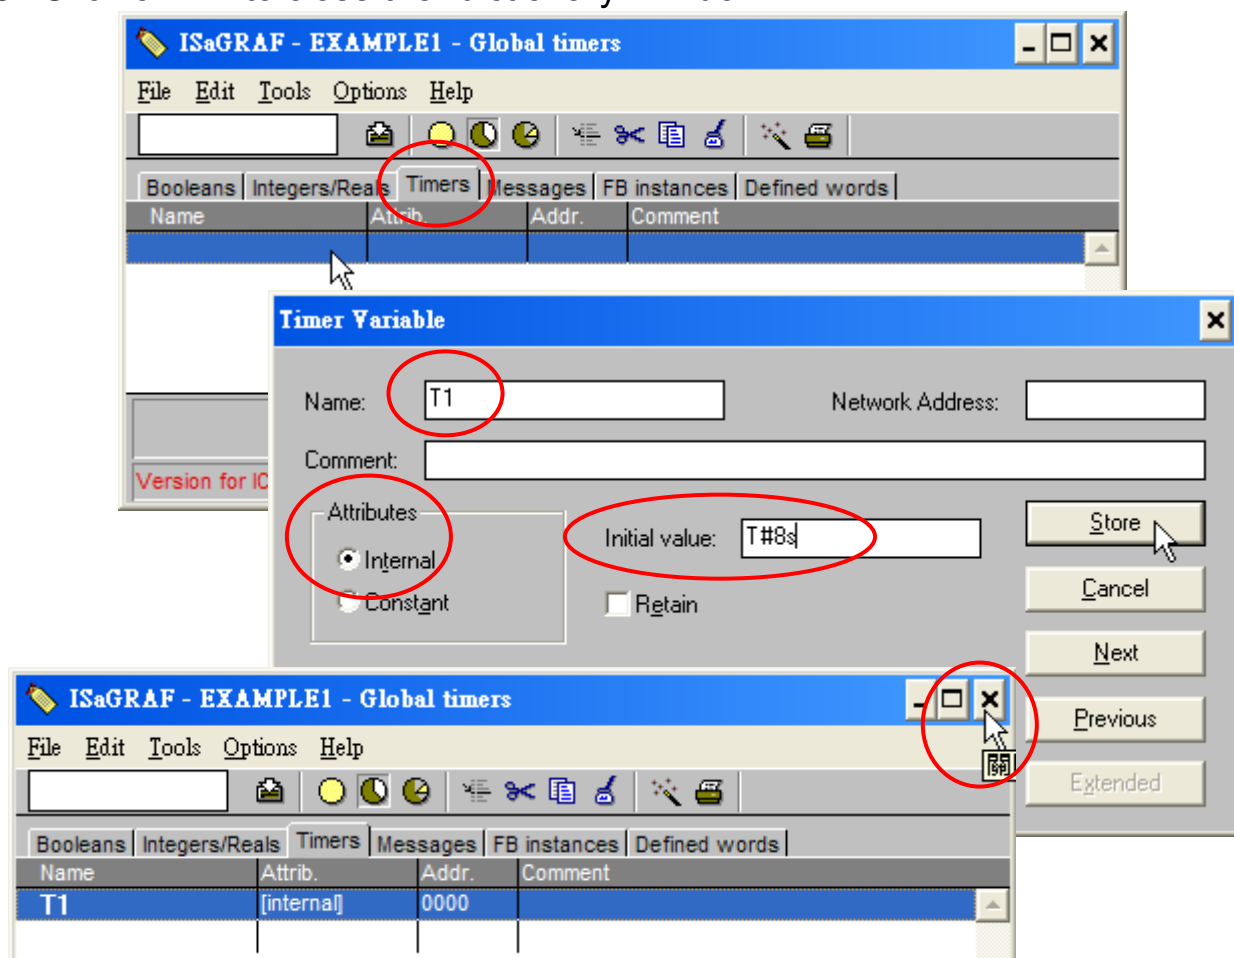 ISaGRAF - EXAMPLE1 - Global timers
File Edit Tools Options Help
Booleans Integers/Reals Timers Messages FB instances Defined words
Name Attrib. Addr. Comment
Timer Variable
Name: T1 Network Address:
Comment:
Version for IC
Attributes
Internal
Constant
Initial value: T#8s
Retain
Store
Cancel
Next
Previous
Extended
ISaGRAF - EXAMPLE1 - Global timers
File Edit Tools Options Help
Booleans Integers/Reals Timers Messages FB instances Defined words
Name Attrib. Addr. Comment
T1 [internal] 0000